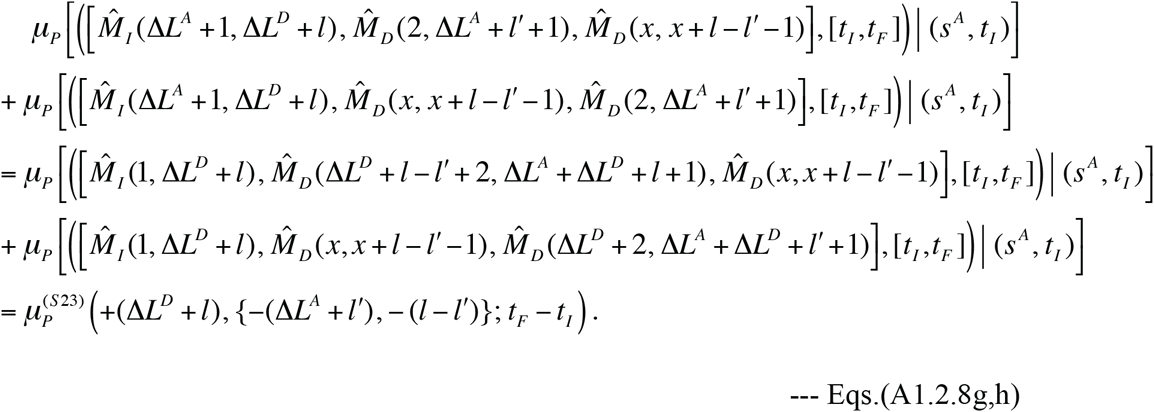 μ_P[([M̂_I(ΔL^A+1, ΔL^D+l), M̂_D(2, ΔL^A+l′+1), M̂_D(x, x+l−l′−1)], [t_I,t_F]) | (s^A, t_I)]
+ μ_P[([M̂_I(ΔL^A+1, ΔL^D+l), M̂_D(x, x+l−l′−1), M̂_D(2, ΔL^A+l′+1)], [t_I,t_F]) | (s^A, t_I)]
= μ_P[([M̂_I(1, ΔL^D+l), M̂_D(ΔL^D+l−l′+2, ΔL^A+ΔL^D+l+1), M̂_D(x, x+l−l′−1)], [t_I,t_F]) | (s^A, t_I)]
+ μ_P[([M̂_I(1, ΔL^D+l), M̂_D(x, x+l−l′−1), M̂_D(ΔL^D+2, ΔL^A+ΔL^D+l′+1)], [t_I,t_F]) | (s^A, t_I)]
= μ_P^(S23)(+(ΔL^D+l), {−(ΔL^A+l′), −(l−l′)}; t_F−t_I).
--- Eqs.(A1.2.8g,h)